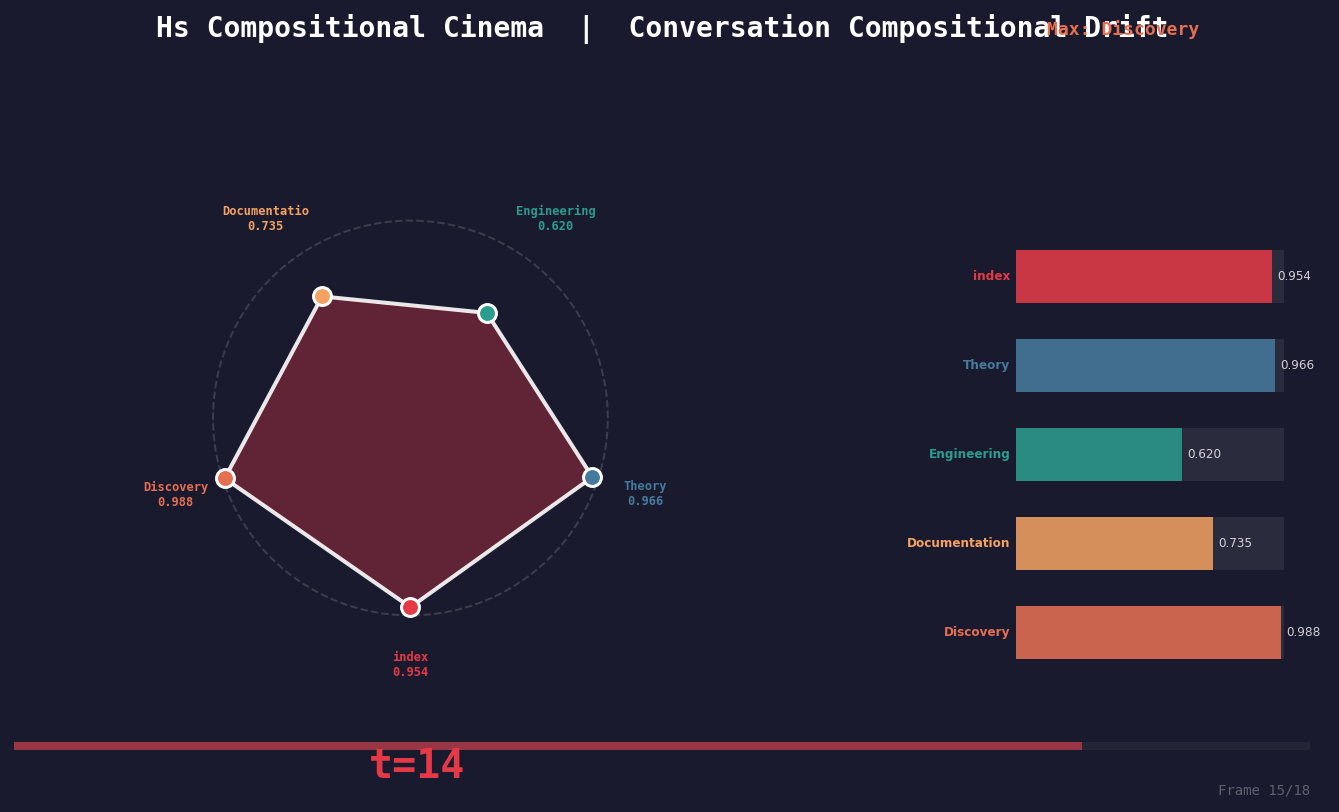 Hs Compositional Cinema | Conversation Compositional Drift
Max: Discovery
Documentatio
0.735
Engineering
0.620
Discovery
0.988
Theory
0.966
index
0.954
index
0.954
Theory
0.966
Engineering
0.620
Documentation
0.735
Discovery
0.988
t=14
Frame 15/18